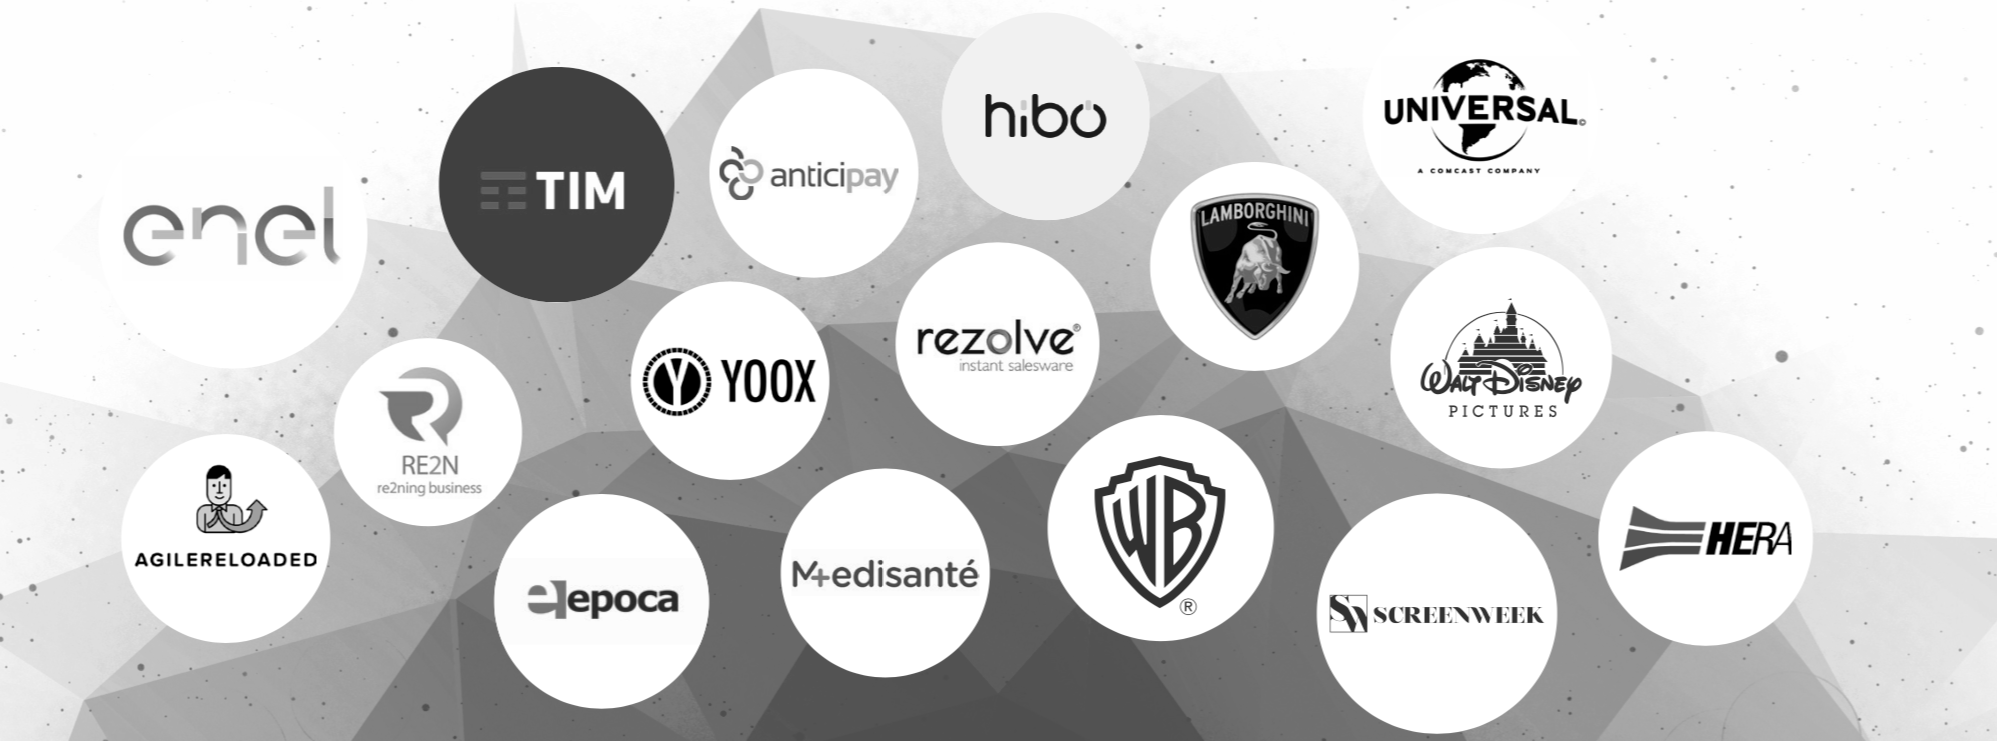 enel
TIM
anticipay
hibo
UNIVERSAL
A COMCAST COMPANY
LAMBORGHINI
rezolve®
instant salesware
YOOX
WALT DISNEY
PICTURES
RE2N
re2ning business
AGILERELOADED
epoca
M+edisanté
WB
®
SW SCREENWEEK
HERA